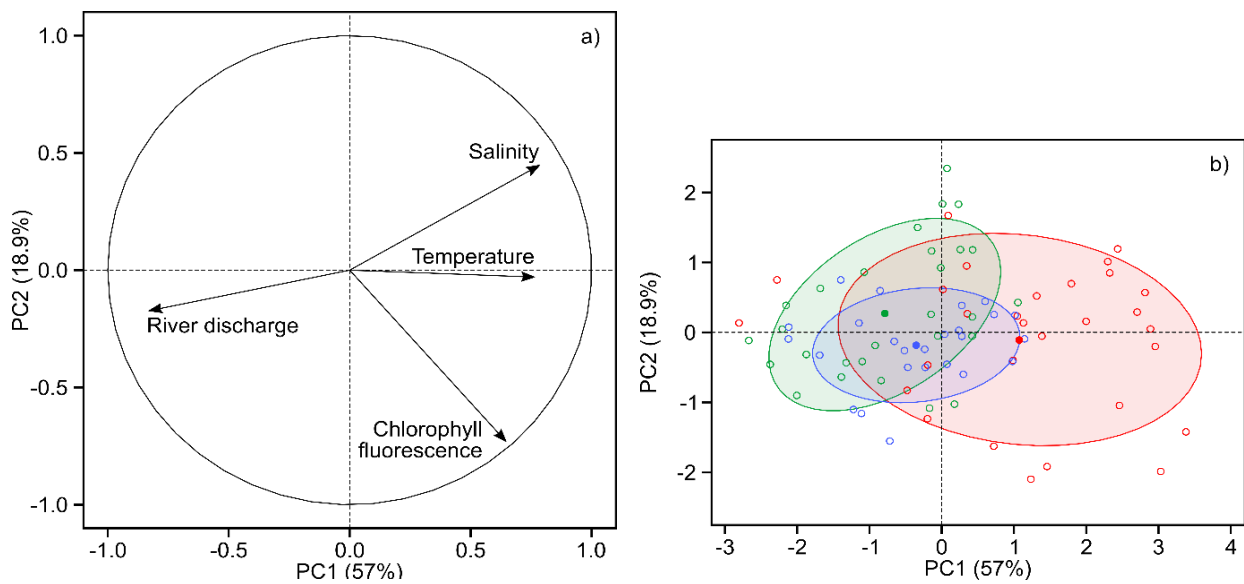 a)
1.0
0.5
0.0
-0.5
-1.0
PC2 (18.9%)
Salinity
Temperature
River discharge
Chlorophyll
fluorescence
-1.0
-0.5
0.0
0.5
1.0
PC1 (57%)
b)
2
1
0
-1
-2
PC2 (18.9%)
-3
-2
-1
0
1
2
3
4
PC1 (57%)